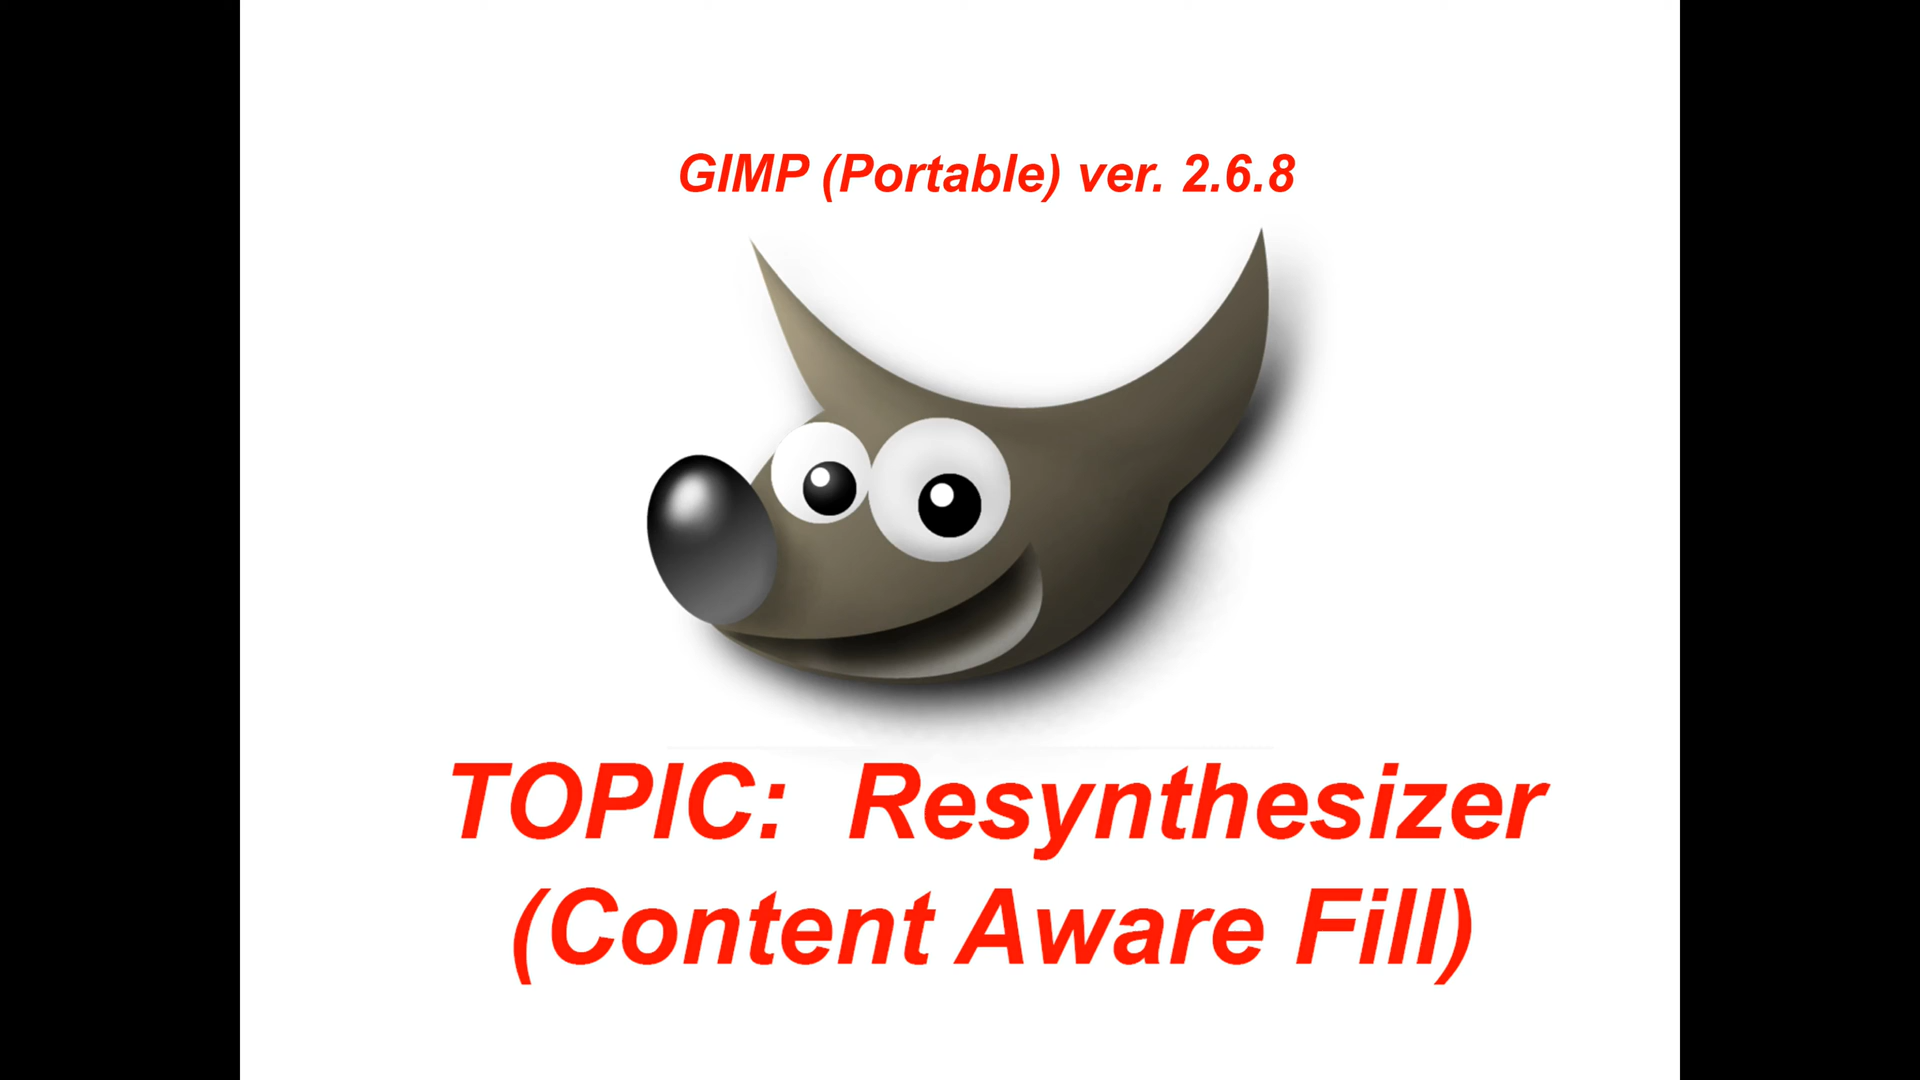 GIMP (Portable) ver. 2.6.8
TOPIC: Resynthesizer
(Content Aware Fill)